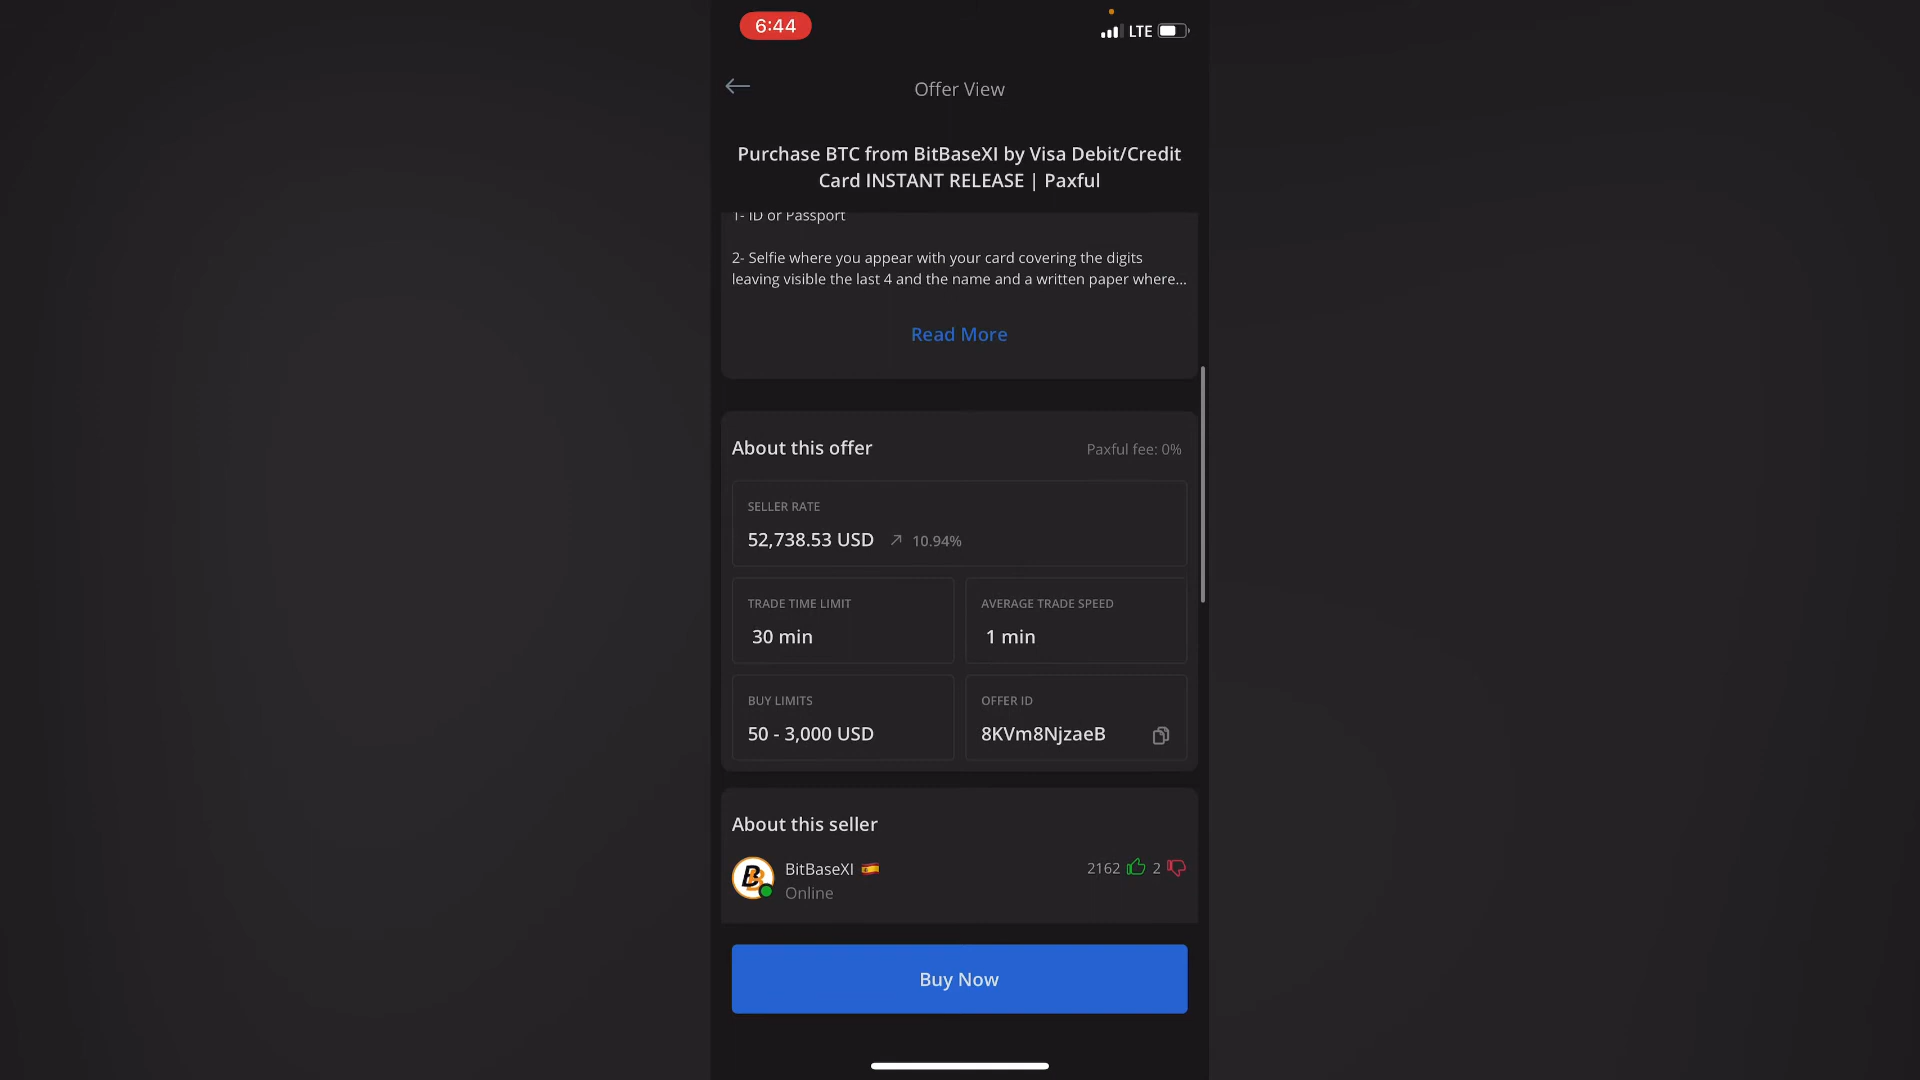 6:44
LTE
Offer View
Purchase BTC from BitBaseXI by Visa Debit/Credit
Card INSTANT RELEASE | Paxful
1- ID or Passport
2- Selfie where you appear with your card covering the digits
leaving visible the last 4 and the name and a written paper where...
Read More
About this offer
Paxful fee: 0%
SELLER RATE
52,738.53 USD
10.94%
TRADE TIME LIMIT
AVERAGE TRADE SPEED
30 min
1 min
BUY LIMITS
OFFER ID
50 - 3,000 USD
8KVm8NjzaeB
About this seller
BitBaseXI
2162
2
Online
Buy Now